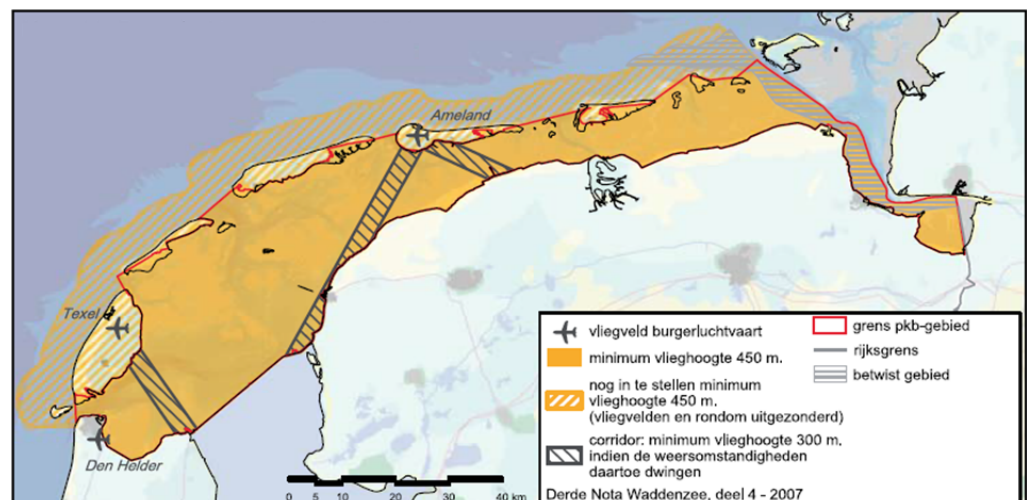 Ameland
Texel
Den Helder
vliegveld burgerluchtvaart
minimum vlieghoogte 450 m.
nog in te stellen minimum
vlieghoogte 450 m.
(vliegvelden en rondom uitgezonderd)
corridor: minimum vlieghoogte 300 m.
indien de weersomstandigheden
daartoe dwingen
grens pkb-gebied
rijksgrens
betwist gebied
0 5 10 20 30 40 km
Derde Nota Waddenzee, deel 4 - 2007